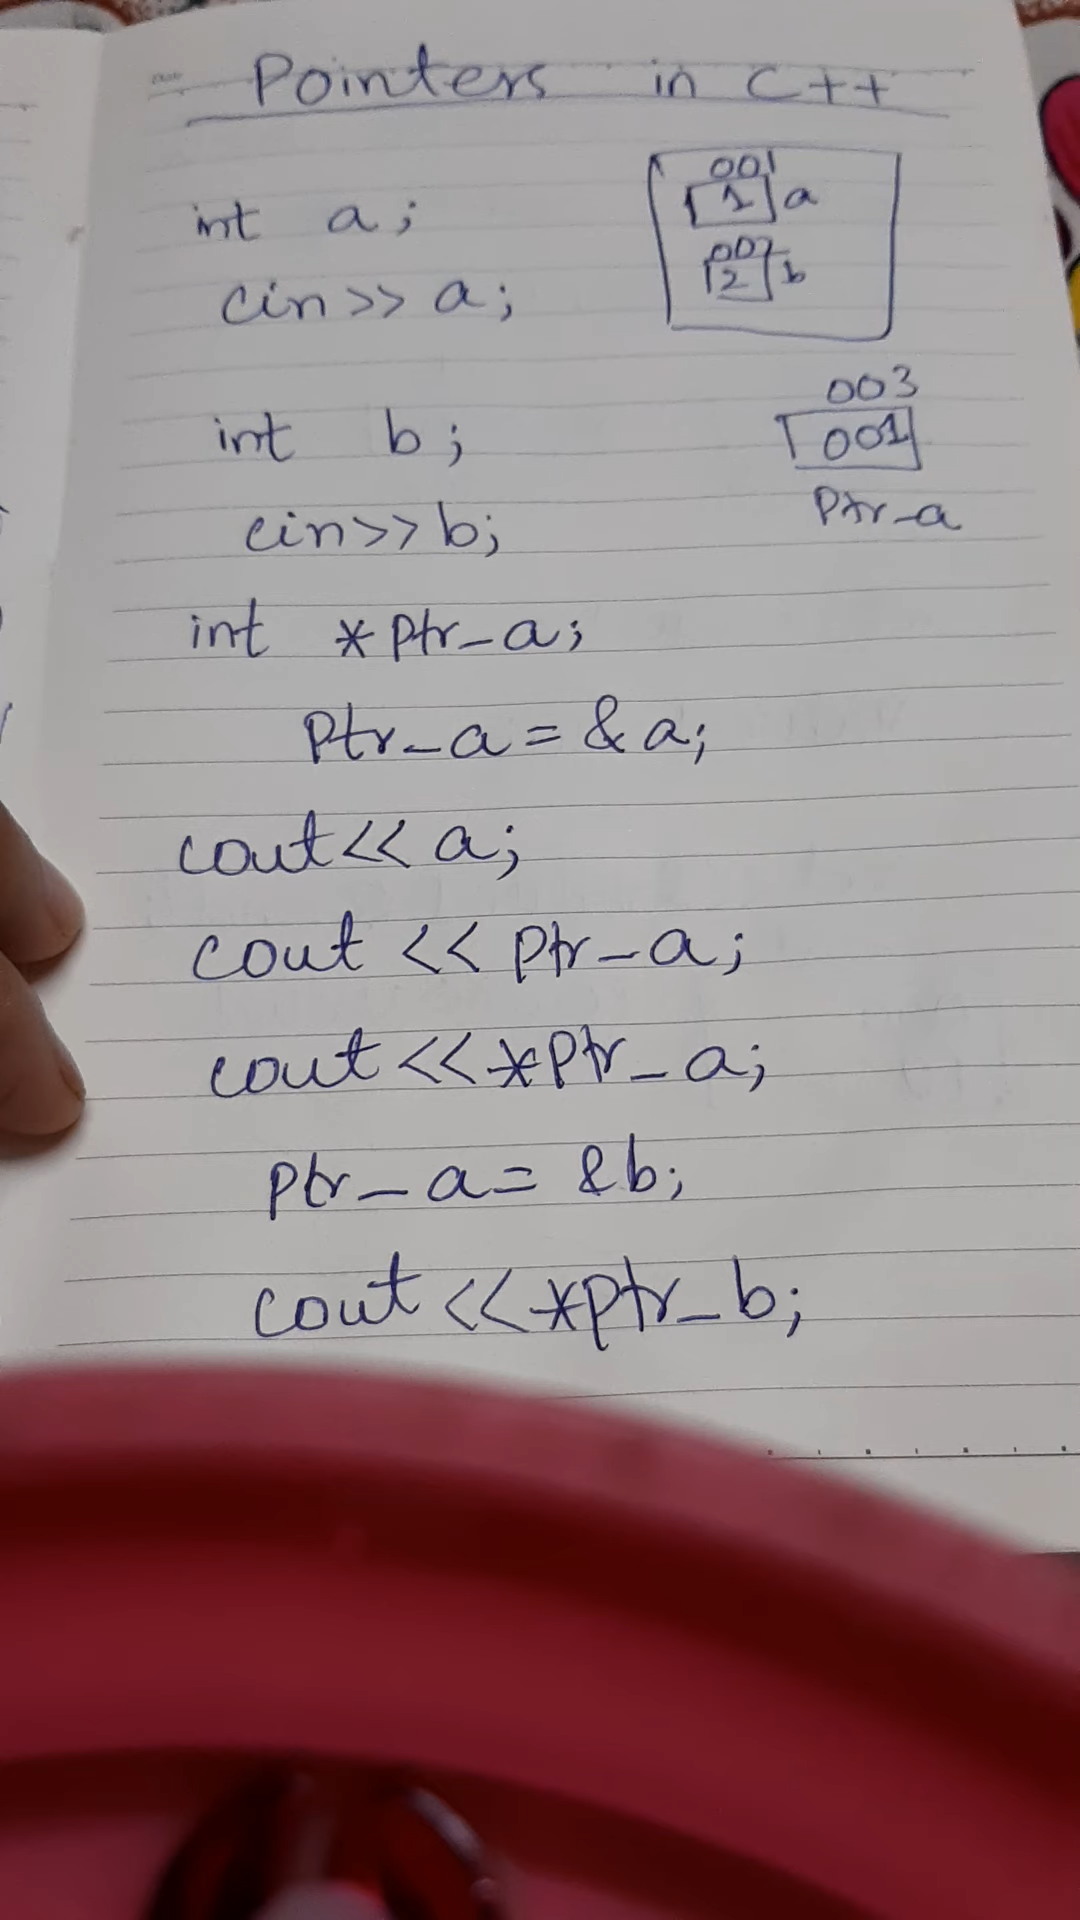 Pointers in C++
int a;
cin>> a;
001
1 a
002
2 b
int b;
cin>> b;
003
001
Ptr_a
int *ptr_a;
Ptr_a = &a;
cout<< a;
cout << ptr_a;
cout <<*ptr_a;
ptr_a= &b;
cout <<*ptr_b;